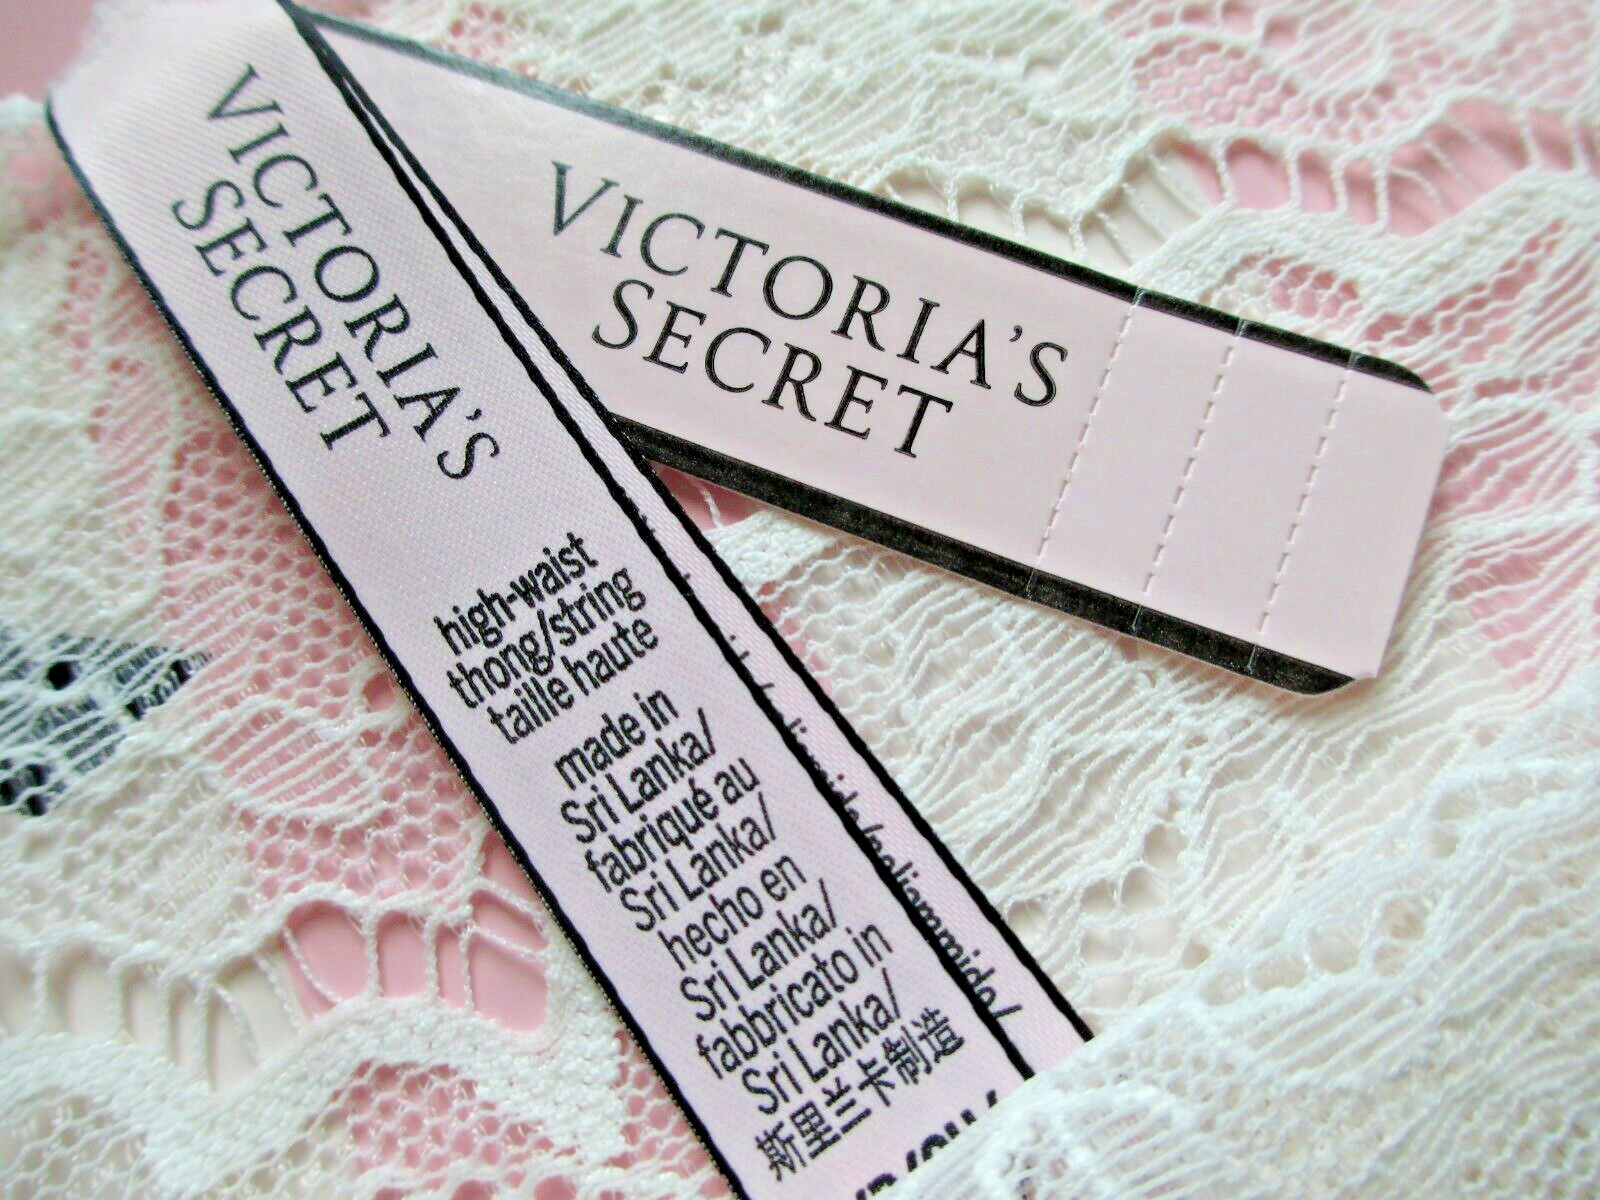 VICTORIA'S
SECRET
high-waist
thong/string
taille haute
made in
Sri Lanka/
fabriqué au
Sri Lanka/
hecho en
Sri Lanka/
fabbricato in
Sri Lanka/
斯里兰卡制造
VICTORIA'S
SECRET